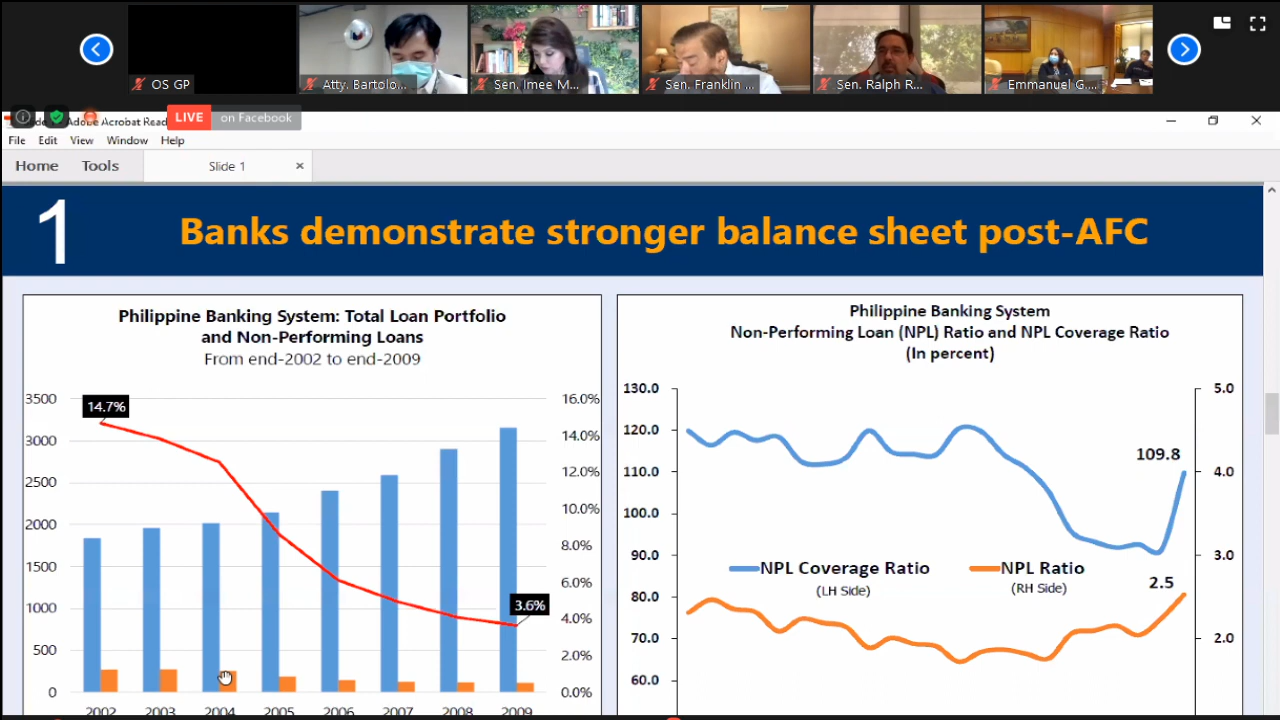 OS GP
Atty. Bartolo...
Sen. Imee M...
Sen. Franklin ...
Sen. Ralph R...
Emmanuel G....
Adobe Acrobat Read
LIVE on Facebook
File Edit View Window Help
Home Tools Slide 1
1 Banks demonstrate stronger balance sheet post-AFC
Philippine Banking System: Total Loan Portfolio
and Non-Performing Loans
From end-2002 to end-2009
3500
3000
2500
2000
1500
1000
500
0
14.7%
3.6%
16.0%
14.0%
12.0%
10.0%
8.0%
6.0%
4.0%
2.0%
0.0%
2002 2003 2004 2005 2006 2007 2008 2009
Philippine Banking System
Non-Performing Loan (NPL) Ratio and NPL Coverage Ratio
(In percent)
130.0
120.0
110.0
100.0
90.0
80.0
70.0
60.0
109.8
NPL Coverage Ratio
(LH Side)
NPL Ratio
(RH Side)
2.5
5.0
4.0
3.0
2.0